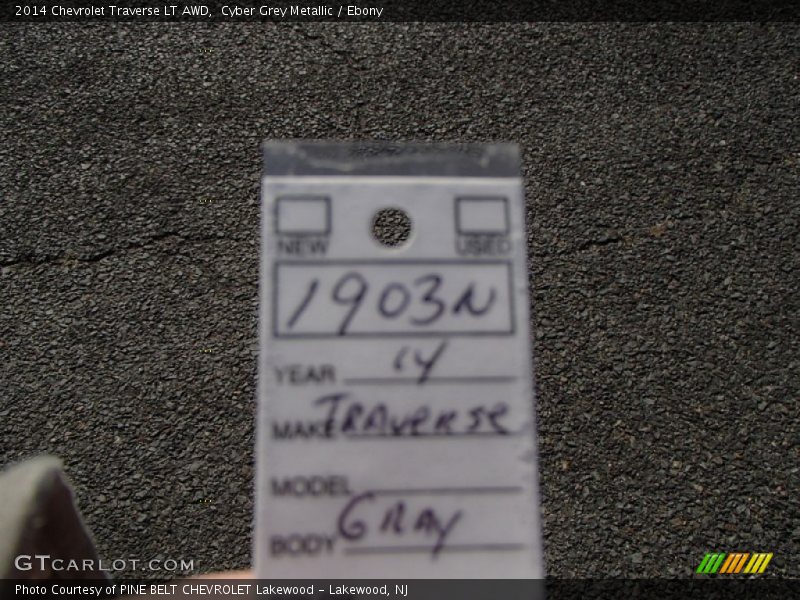 2014 Chevrolet Traverse LT AWD, Cyber Grey Metallic / Ebony
NEW USED
1903N
YEAR 14
MAKE TRAVERSE
MODEL
BODY GRAY
GTCARLOT.COM
Photo Courtesy of PINE BELT CHEVROLET Lakewood - Lakewood, NJ